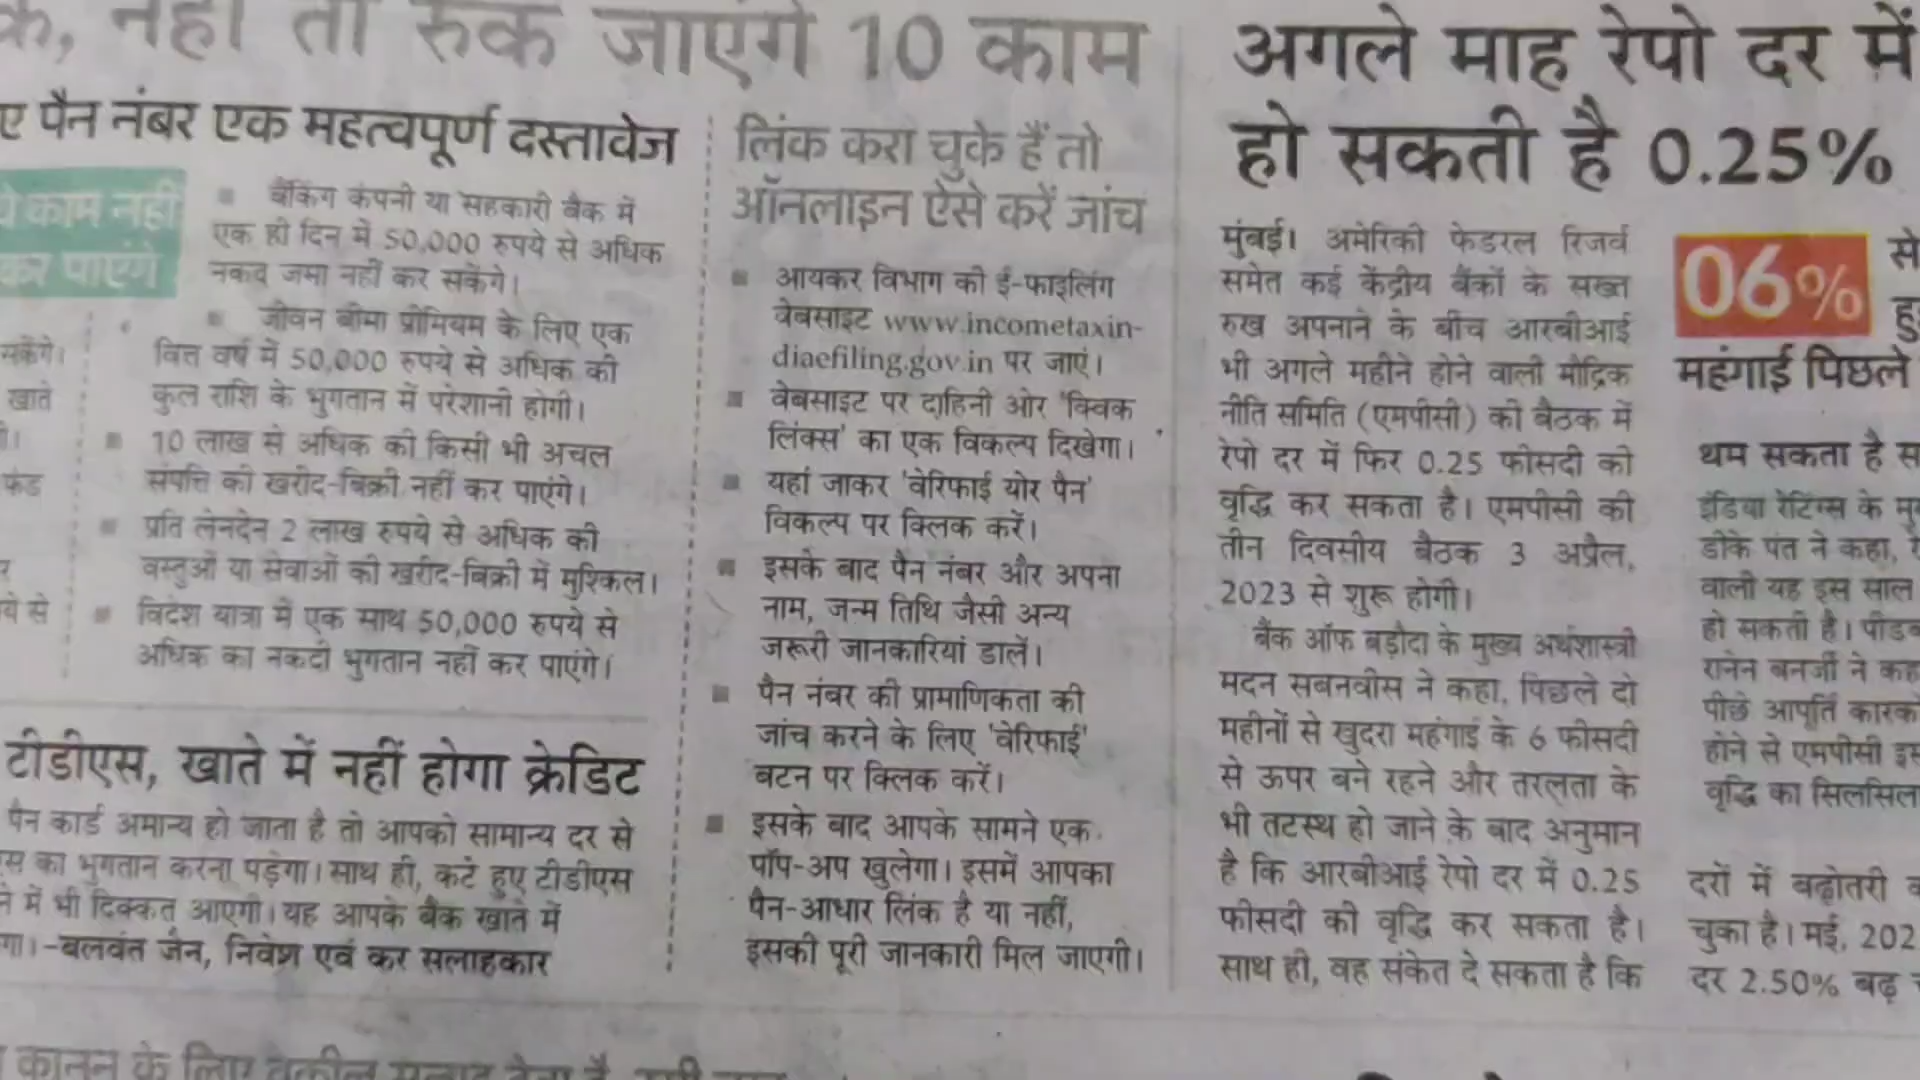 नहीं तो रुक जाएंगे 10 काम
ए पैन नंबर एक महत्वपूर्ण दस्तावेज
ये काम नहीं
कर पाएंगे
■ बैंकिंग कंपनी या सहकारी बैंक में
एक ही दिन में 50,000 रुपये से अधिक
नकद जमा नहीं कर सकेंगे।
■ जीवन बीमा प्रीमियम के लिए एक
वित्त वर्ष में 50,000 रुपये से अधिक की
कुल राशि के भुगतान में परेशानी होगी।
■ 10 लाख से अधिक की किसी भी अचल
संपत्ति की खरीद-बिक्री नहीं कर पाएंगे।
■ प्रति लेनदेन 2 लाख रुपये से अधिक की
वस्तुओं या सेवाओं की खरीद-बिक्री में मुश्किल।
■ विदेश यात्रा में एक साथ 50,000 रुपये से
अधिक का नकदी भुगतान नहीं कर पाएंगे।
सकेंगे।
खाते
फंड
ये से
टीडीएस, खाते में नहीं होगा क्रेडिट
पैन कार्ड अमान्य हो जाता है तो आपको सामान्य दर से
का भुगतान करना पड़ेगा। साथ ही, कटे हुए टीडीएस
में भी दिक्कत आएगी। यह आपके बैंक खाते में
गा। -बलवंत जैन, निवेश एवं कर सलाहकार
लिंक करा चुके हैं तो
ऑनलाइन ऐसे करें जांच
■ आयकर विभाग की ई-फाइलिंग
वेबसाइट www.incometaxin-
diaefiling.gov.in पर जाएं।
■ वेबसाइट पर दाहिनी ओर 'क्विक
लिंक्स' का एक विकल्प दिखेगा।
■ यहां जाकर 'वेरिफाई योर पैन'
विकल्प पर क्लिक करें।
■ इसके बाद पैन नंबर और अपना
नाम, जन्म तिथि जैसी अन्य
जरूरी जानकारियां डालें।
■ पैन नंबर की प्रामाणिकता की
जांच करने के लिए 'वेरिफाई'
बटन पर क्लिक करें।
■ इसके बाद आपके सामने एक
पॉप-अप खुलेगा। इसमें आपका
पैन-आधार लिंक है या नहीं,
इसकी पूरी जानकारी मिल जाएगी।
अगले माह रेपो दर में
हो सकती है 0.25%
मुंबई। अमेरिकी फेडरल रिजर्व
समेत कई केंद्रीय बैंकों के सख्त
रुख अपनाने के बीच आरबीआई
भी अगले महीने होने वाली मौद्रिक
नीति समिति (एमपीसी) की बैठक में
रेपो दर में फिर 0.25 फीसदी की
वृद्धि कर सकता है। एमपीसी की
तीन दिवसीय बैठक 3 अप्रैल,
2023 से शुरू होगी।
बैंक ऑफ बड़ौदा के मुख्य अर्थशास्त्री
मदन सबनवीस ने कहा, पिछले दो
महीनों से खुदरा महंगाई के 6 फीसदी
से ऊपर बने रहने और तरलता के
भी तटस्थ हो जाने के बाद अनुमान
है कि आरबीआई रेपो दर में 0.25
फीसदी की वृद्धि कर सकता है।
साथ ही, वह संकेत दे सकता है कि
06% से
महंगाई पिछले
थम सकता है
इंडिया रेटिंग्स के
डीके पंत ने कहा,
वाली यह इस साल
हो सकती है।
रानेन बनर्जी ने कहा
पीछे आपूर्ति
होने से एमपीसी इस
वृद्धि का सिलसिला
दरों में बढ़ोतरी
चुका है। मई, 202
दर 2.50% बढ़
कानून के लिए वकील